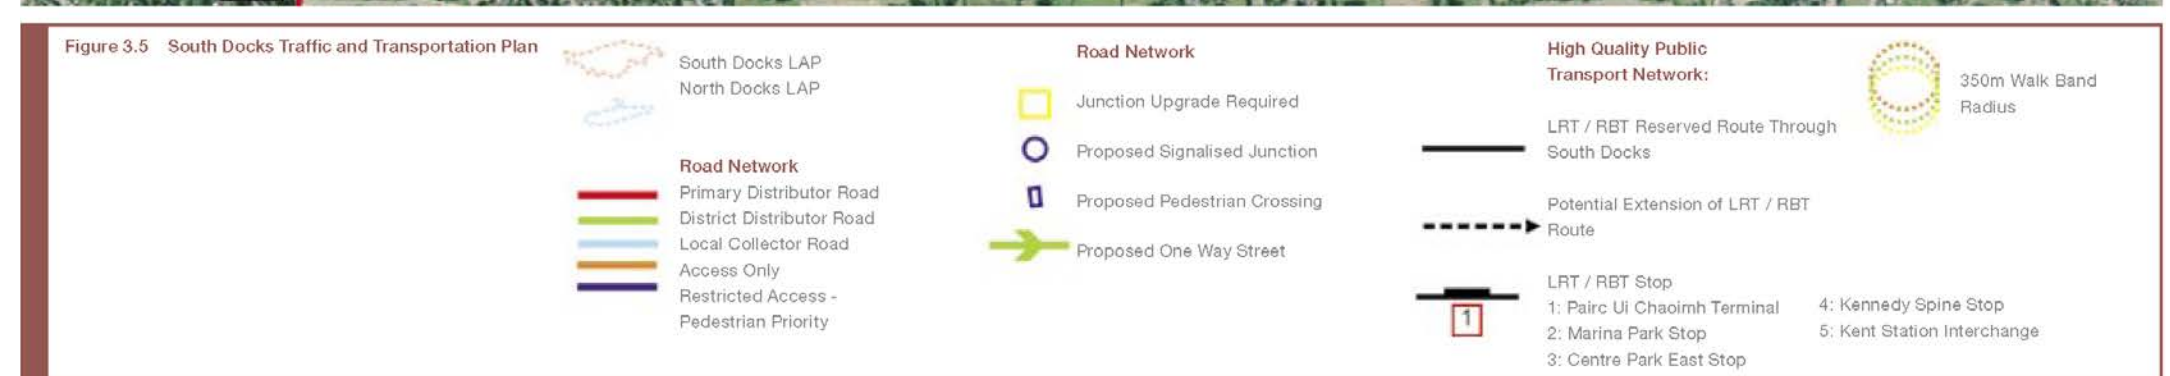 Figure 3.5 South Docks Traffic and Transportation Plan
South Docks LAP
North Docks LAP
Road Network
Primary Distributor Road
District Distributor Road
Local Collector Road
Access Only
Restricted Access -
Pedestrian Priority
Road Network
Junction Upgrade Required
Proposed Signalised Junction
Proposed Pedestrian Crossing
Proposed One Way Street
High Quality Public
Transport Network:
LRT / RBT Reserved Route Through
South Docks
Potential Extension of LRT / RBT
Route
LRT / RBT Stop
1
1: Pairc Ui Chaoimh Terminal
2: Marina Park Stop
3: Centre Park East Stop
4: Kennedy Spine Stop
5: Kent Station Interchange
350m Walk Band
Radius